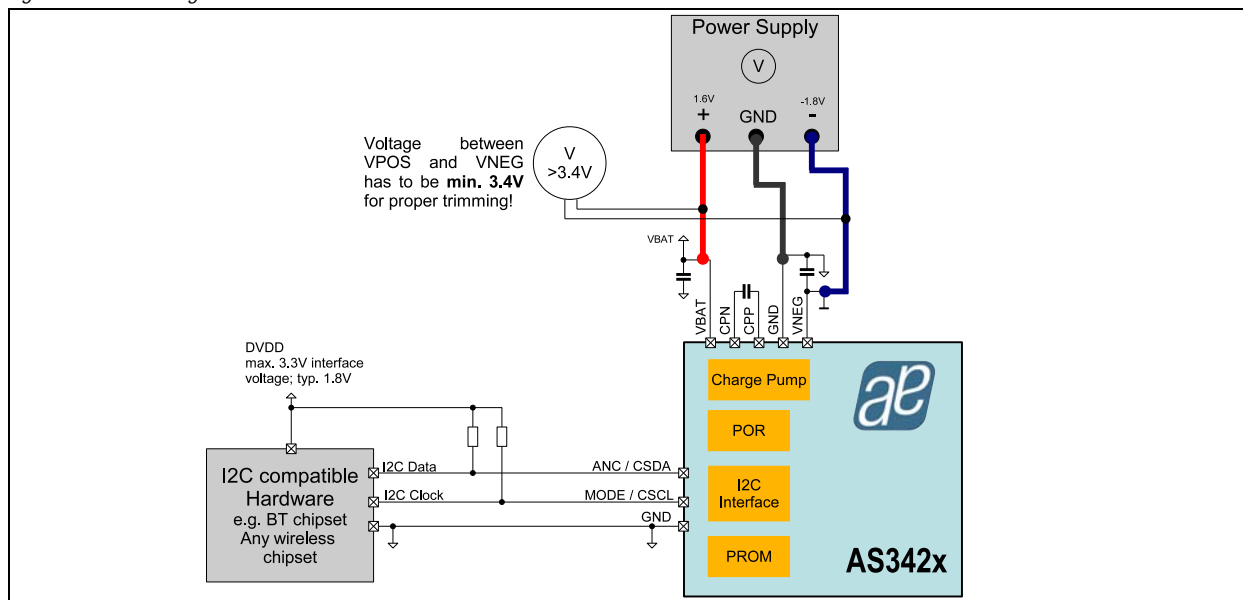 Power Supply
V
1.6V
-1.8V
+
GND
-
Voltage between
VPOS and VNEG
has to be min. 3.4V
for proper trimming!
V
>3.4V
VBAT
VBAT
CPN
CPP
GND
VNEG
DVDD
max. 3.3V interface
voltage; typ. 1.8V
Charge Pump
POR
I2C
Interface
PROM
AS342x
I2C compatible
Hardware
e.g. BT chipset
Any wireless
chipset
I2C Data
ANC / CSDA
I2C Clock
MODE / CSCL
GND